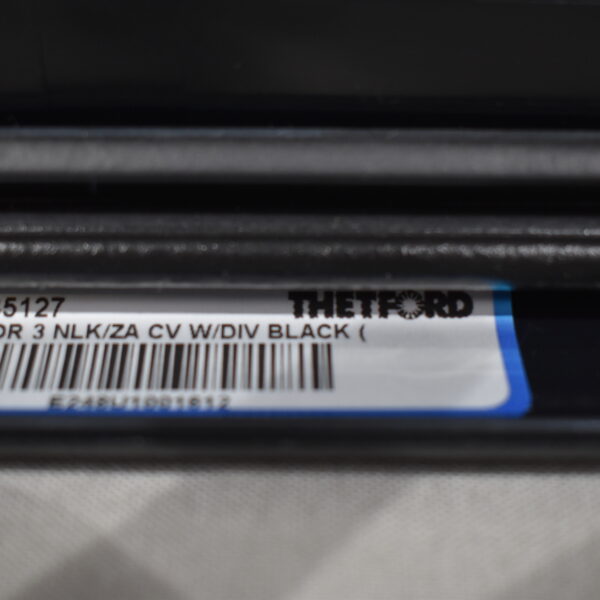 5127 THETFORD
OR 3 NLK/ZA CV W/DIV BLACK (